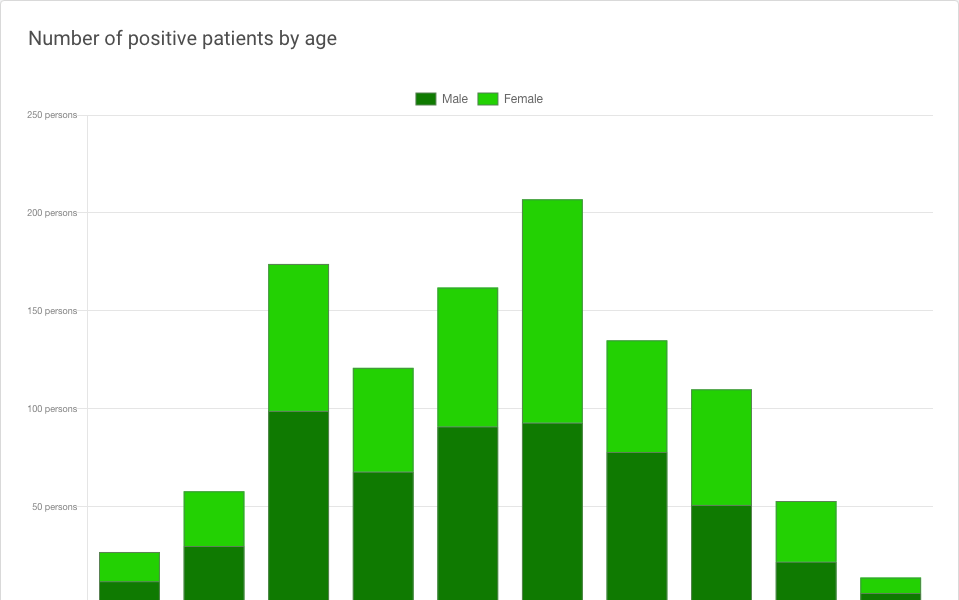 Number of positive patients by age
Male Female
250 persons
200 persons
150 persons
100 persons
50 persons